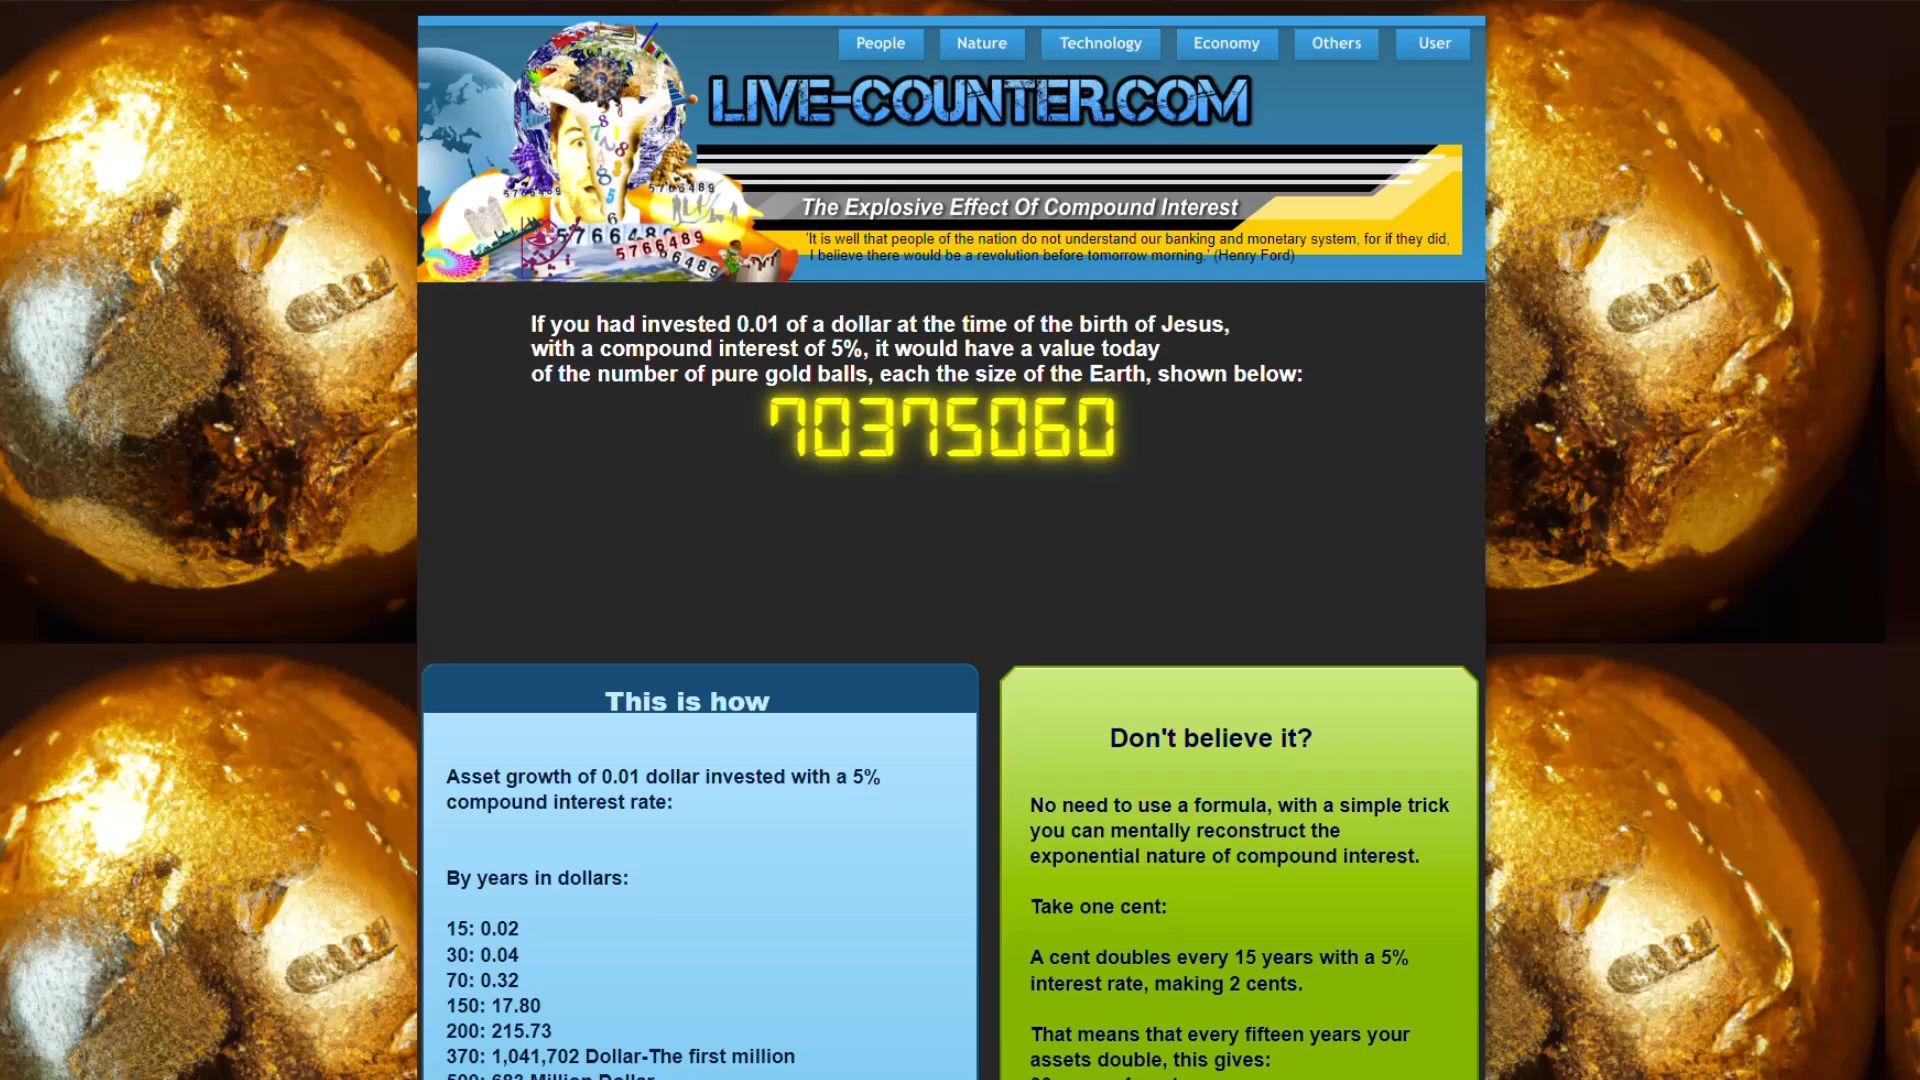 People Nature Technology Economy Others User
LIVE-COUNTER.COM
The Explosive Effect Of Compound Interest
'It is well that people of the nation do not understand our banking and monetary system, for if they did,
I believe there would be a revolution before tomorrow morning.' (Henry Ford)
If you had invested 0.01 of a dollar at the time of the birth of Jesus,
with a compound interest of 5%, it would have a value today
of the number of pure gold balls, each the size of the Earth, shown below:
70375060
This is how
Asset growth of 0.01 dollar invested with a 5%
compound interest rate:
By years in dollars:
15: 0.02
30: 0.04
70: 0.32
150: 17.80
200: 215.73
370: 1,041,702 Dollar-The first million
500: 683 Million Dollar
Don't believe it?
No need to use a formula, with a simple trick
you can mentally reconstruct the
exponential nature of compound interest.
Take one cent:
A cent doubles every 15 years with a 5%
interest rate, making 2 cents.
That means that every fifteen years your
assets double, this gives: